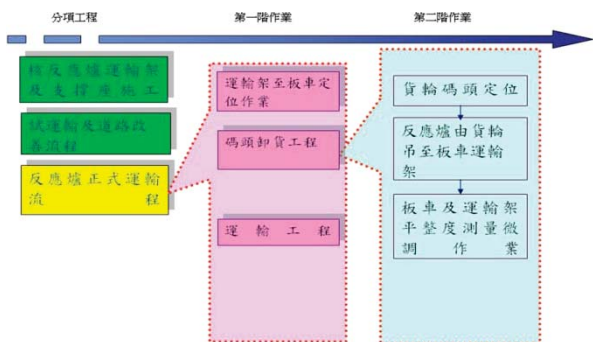 分項工程
第一階作業
第二階作業
核反應爐運輸架
及支撐座施工
試運輸及道路改
善流程
反應爐正式運輸
流程
運輸架至板車定
位作業
碼頭卸貨工程
運輸工程
貨輪碼頭定位
反應爐由貨輪
吊至板車運輸
架
板車及運輸架
平整度測量微
調作業